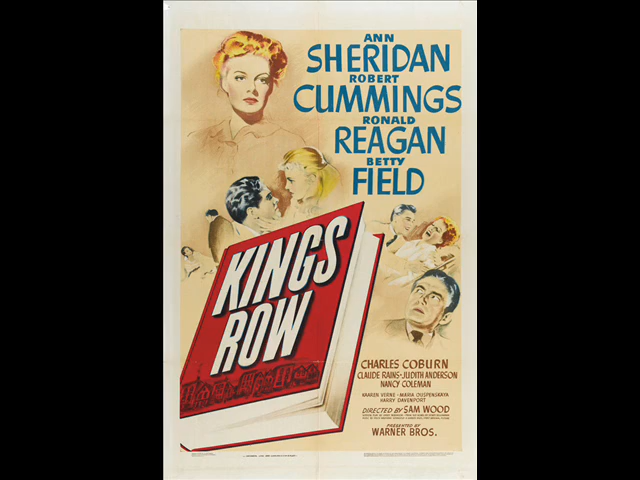 ANN
SHERIDAN
ROBERT
CUMMINGS
RONALD
REAGAN
BETTY
FIELD
KINGS
ROW
CHARLES COBURN
CLAUDE RAINS · JUDITH ANDERSON
NANCY COLEMAN
KAAREN VERNE · MARIA OUSPENSKAYA
HARRY DAVENPORT
DIRECTED BY SAM WOOD
PRESENTED BY
WARNER BROS.